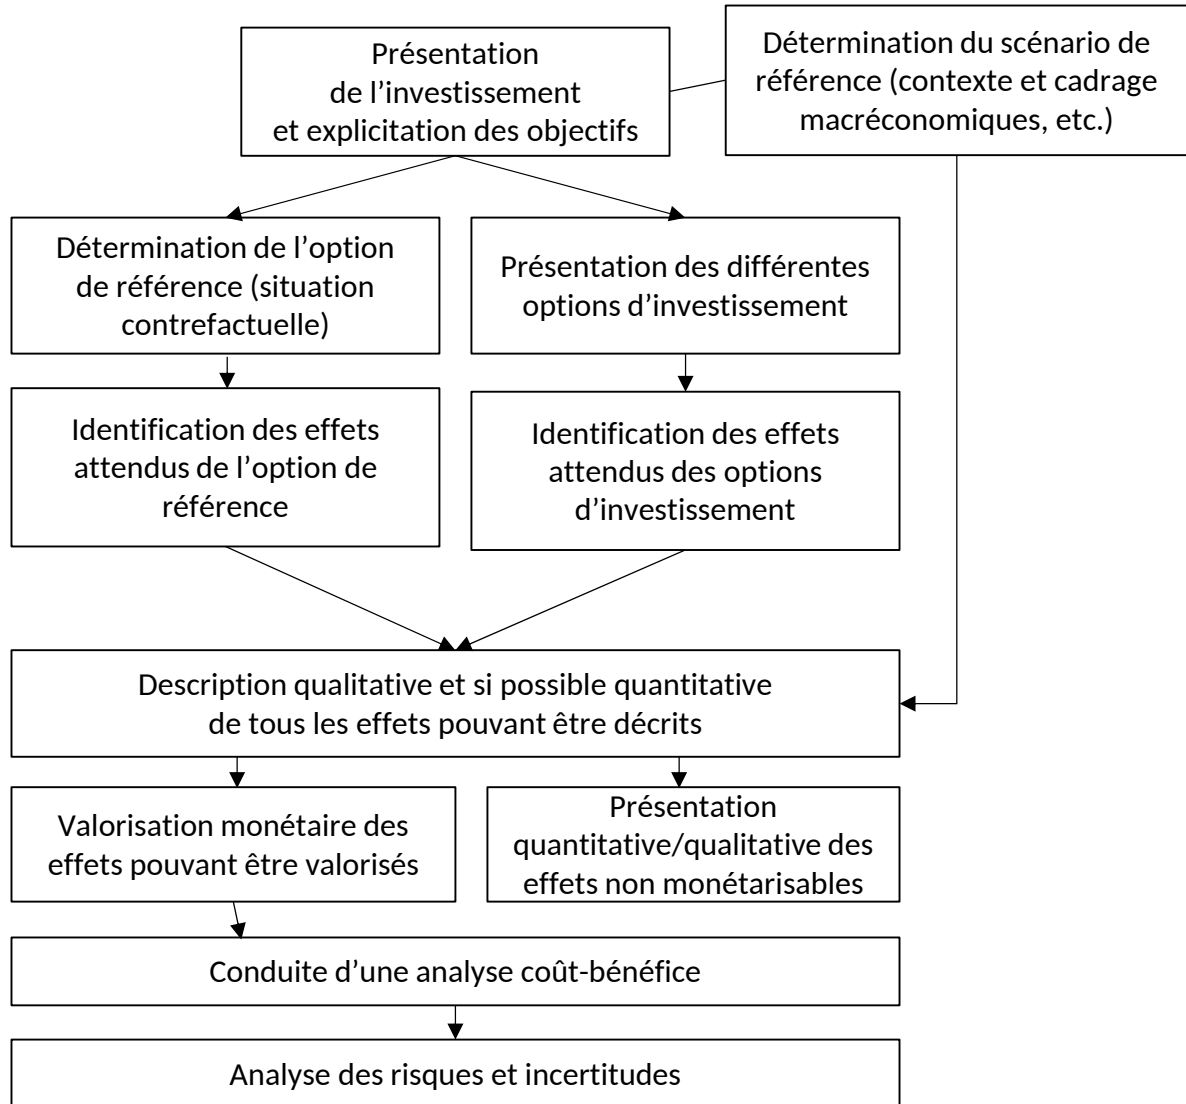 Présentation
de l’investissement
et explicitation des objectifs
Détermination du scénario de
référence (contexte et cadrage
macréconomiques, etc.)
Détermination de l’option
de référence (situation
contrefactuelle)
Présentation des différentes
options d’investissement
Identification des effets
attendus de l’option de
référence
Identification des effets
attendus des options
d’investissement
Description qualitative et si possible quantitative
de tous les effets pouvant être décrits
Valorisation monétaire des
effets pouvant être valorisés
Présentation
quantitative/qualitative des
effets non monétarisables
Conduite d’une analyse coût-bénéfice
Analyse des risques et incertitudes